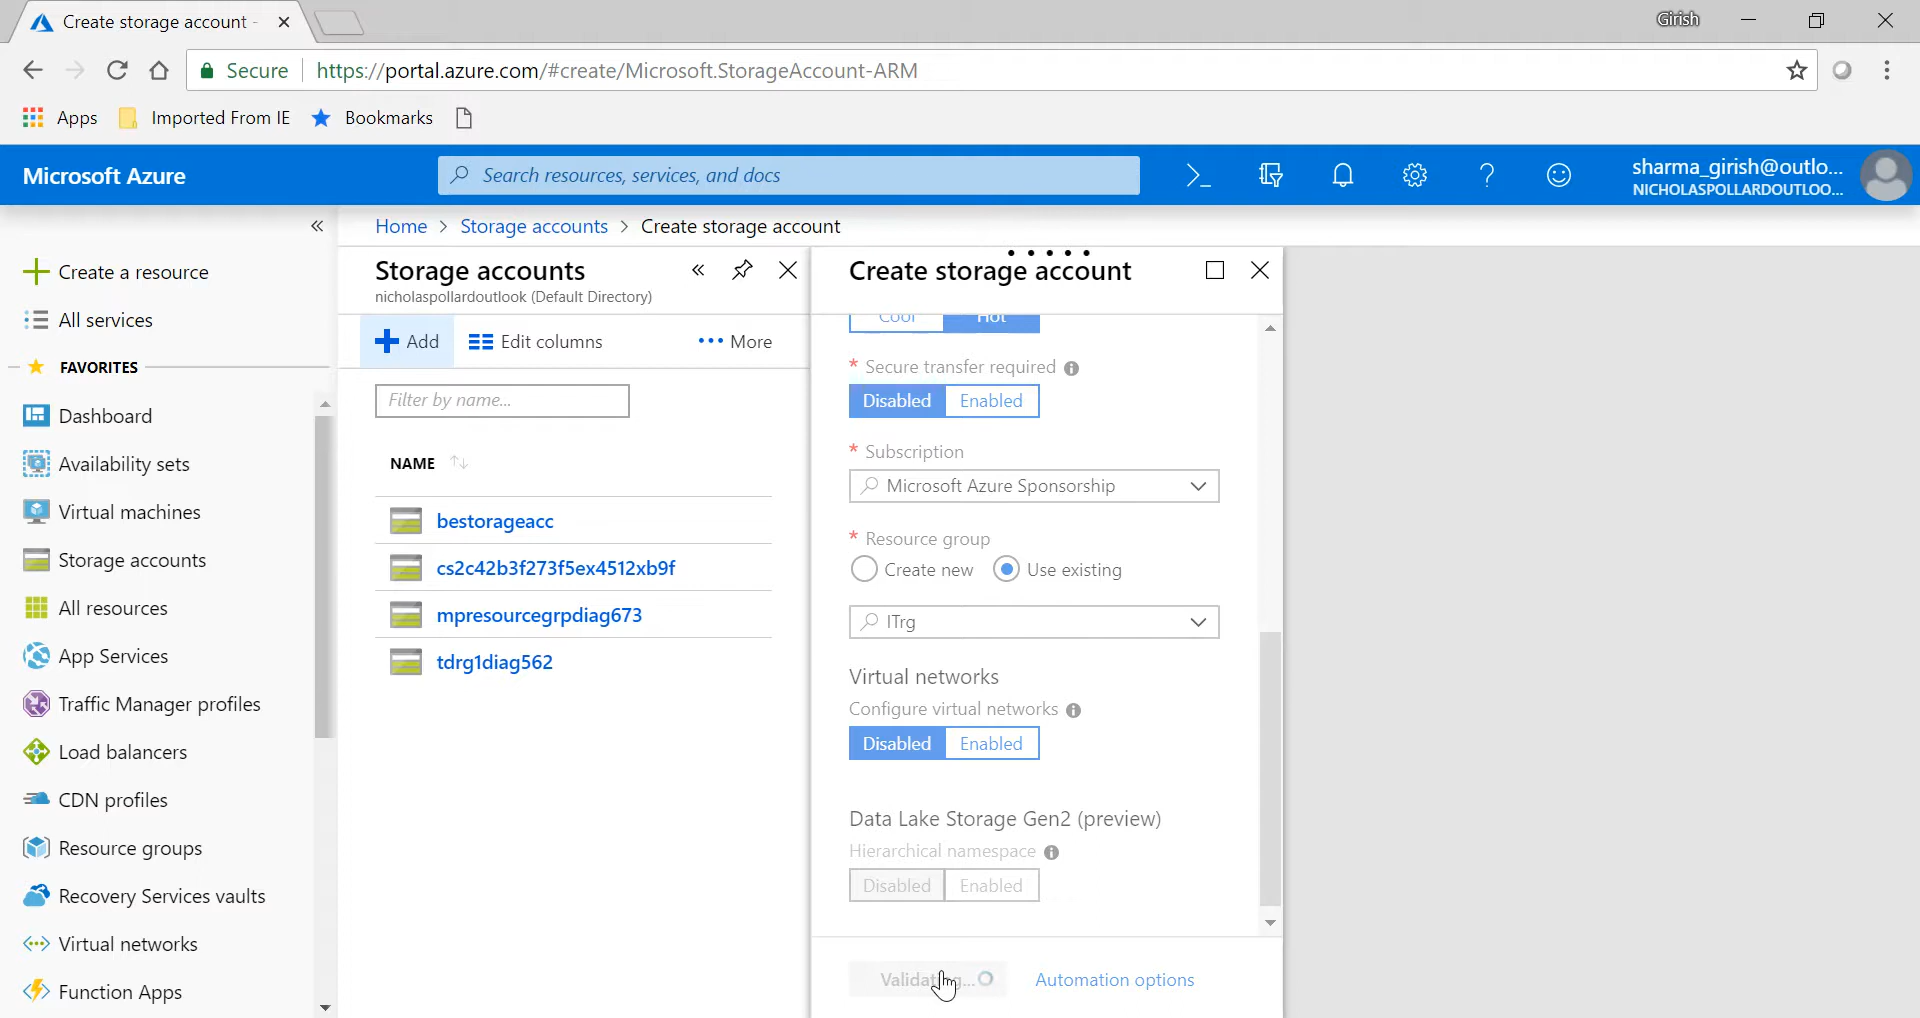 Create storage account -
Girish
Secure
https://portal.azure.com/#create/Microsoft.StorageAccount-ARM
Apps
Imported From IE
Bookmarks
Microsoft Azure
Search resources, services, and docs
sharma_girish@outlo...
NICHOLASPOLLARDOUTLOO...
Home > Storage accounts > Create storage account
Create a resource
All services
FAVORITES
Dashboard
Availability sets
Virtual machines
Storage accounts
All resources
App Services
Traffic Manager profiles
Load balancers
CDN profiles
Resource groups
Recovery Services vaults
Virtual networks
Function Apps
Storage accounts
nicholaspollardoutlook (Default Directory)
Add
Edit columns
More
Filter by name...
NAME
bestorageacc
cs2c42b3f273f5ex4512xb9f
mpresourcegrpdiag673
tdrg1diag562
Create storage account
Cool Hot
* Secure transfer required
Disabled Enabled
* Subscription
Microsoft Azure Sponsorship
* Resource group
Create new Use existing
ITrg
Virtual networks
Configure virtual networks
Disabled Enabled
Data Lake Storage Gen2 (preview)
Hierarchical namespace
Disabled Enabled
Validating...
Automation options